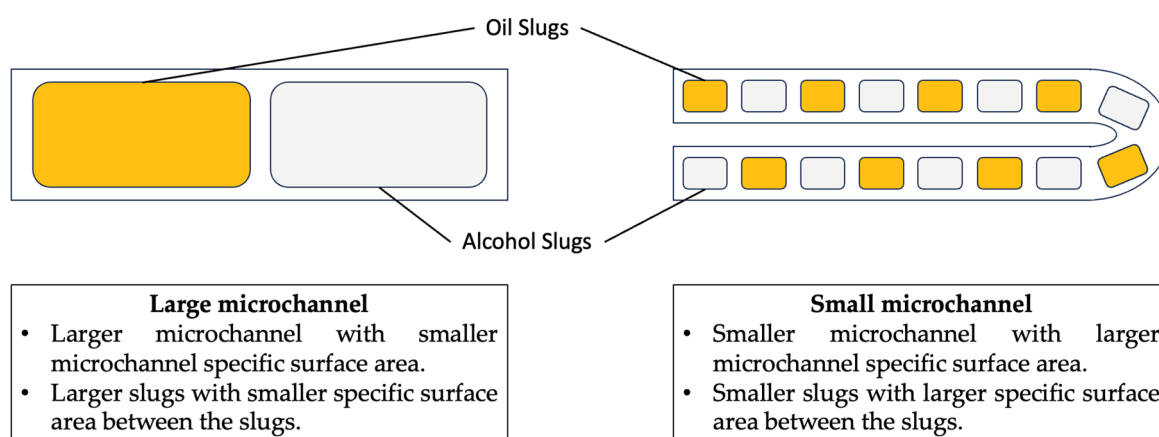 Oil Slugs
Alcohol Slugs
Large microchannel
• Larger microchannel with smaller
microchannel specific surface area.
• Larger slugs with smaller specific surface
area between the slugs.
Small microchannel
• Smaller microchannel with larger
microchannel specific surface area.
• Smaller slugs with larger specific surface
area between the slugs.